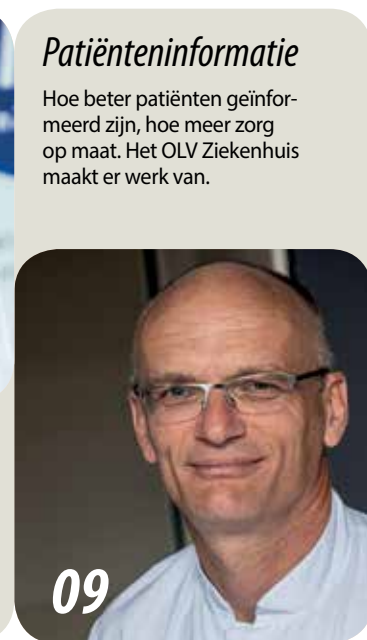 Patiënteninformatie
Hoe beter patiënten geïnfor-
meerd zijn, hoe meer zorg
op maat. Het OLV Ziekenhuis
maakt er werk van.
09